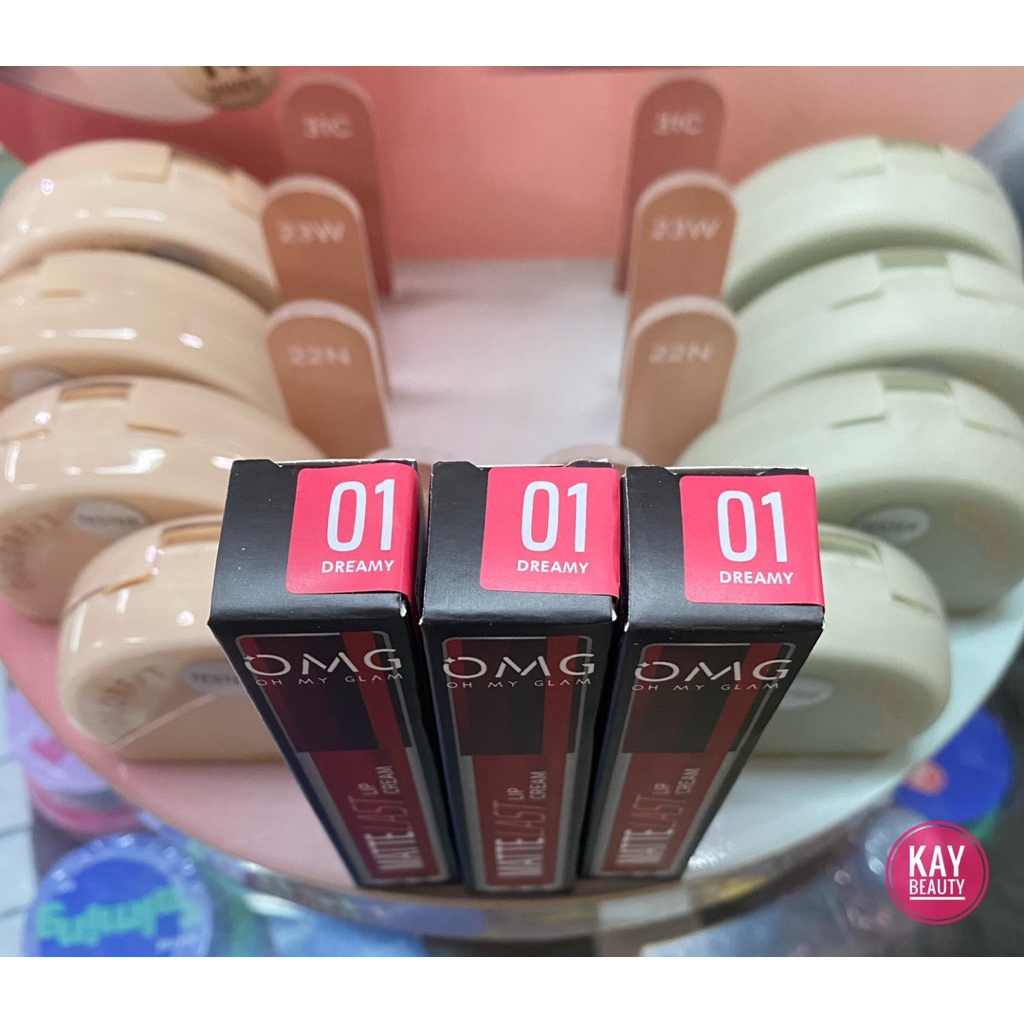 31C
31C
23W
23W
22N
22N
01
DREAMY
01
DREAMY
01
DREAMY
OMG
OH MY GLAM
OMG
OH MY GLAM
OMG
OH MY GLAM
MATTE LAST LIP CREAM
MATTE LAST LIP CREAM
MATTE LAST LIP CREAM
TESTER
KAY
BEAUTY